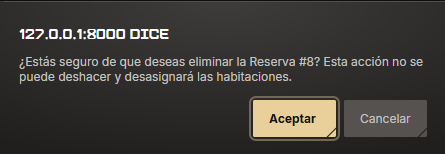 127.0.0.1:8000 DICE
¿Estás seguro de que deseas eliminar la Reserva #8? Esta acción no se
puede deshacer y desasignará las habitaciones.
Aceptar
Cancelar